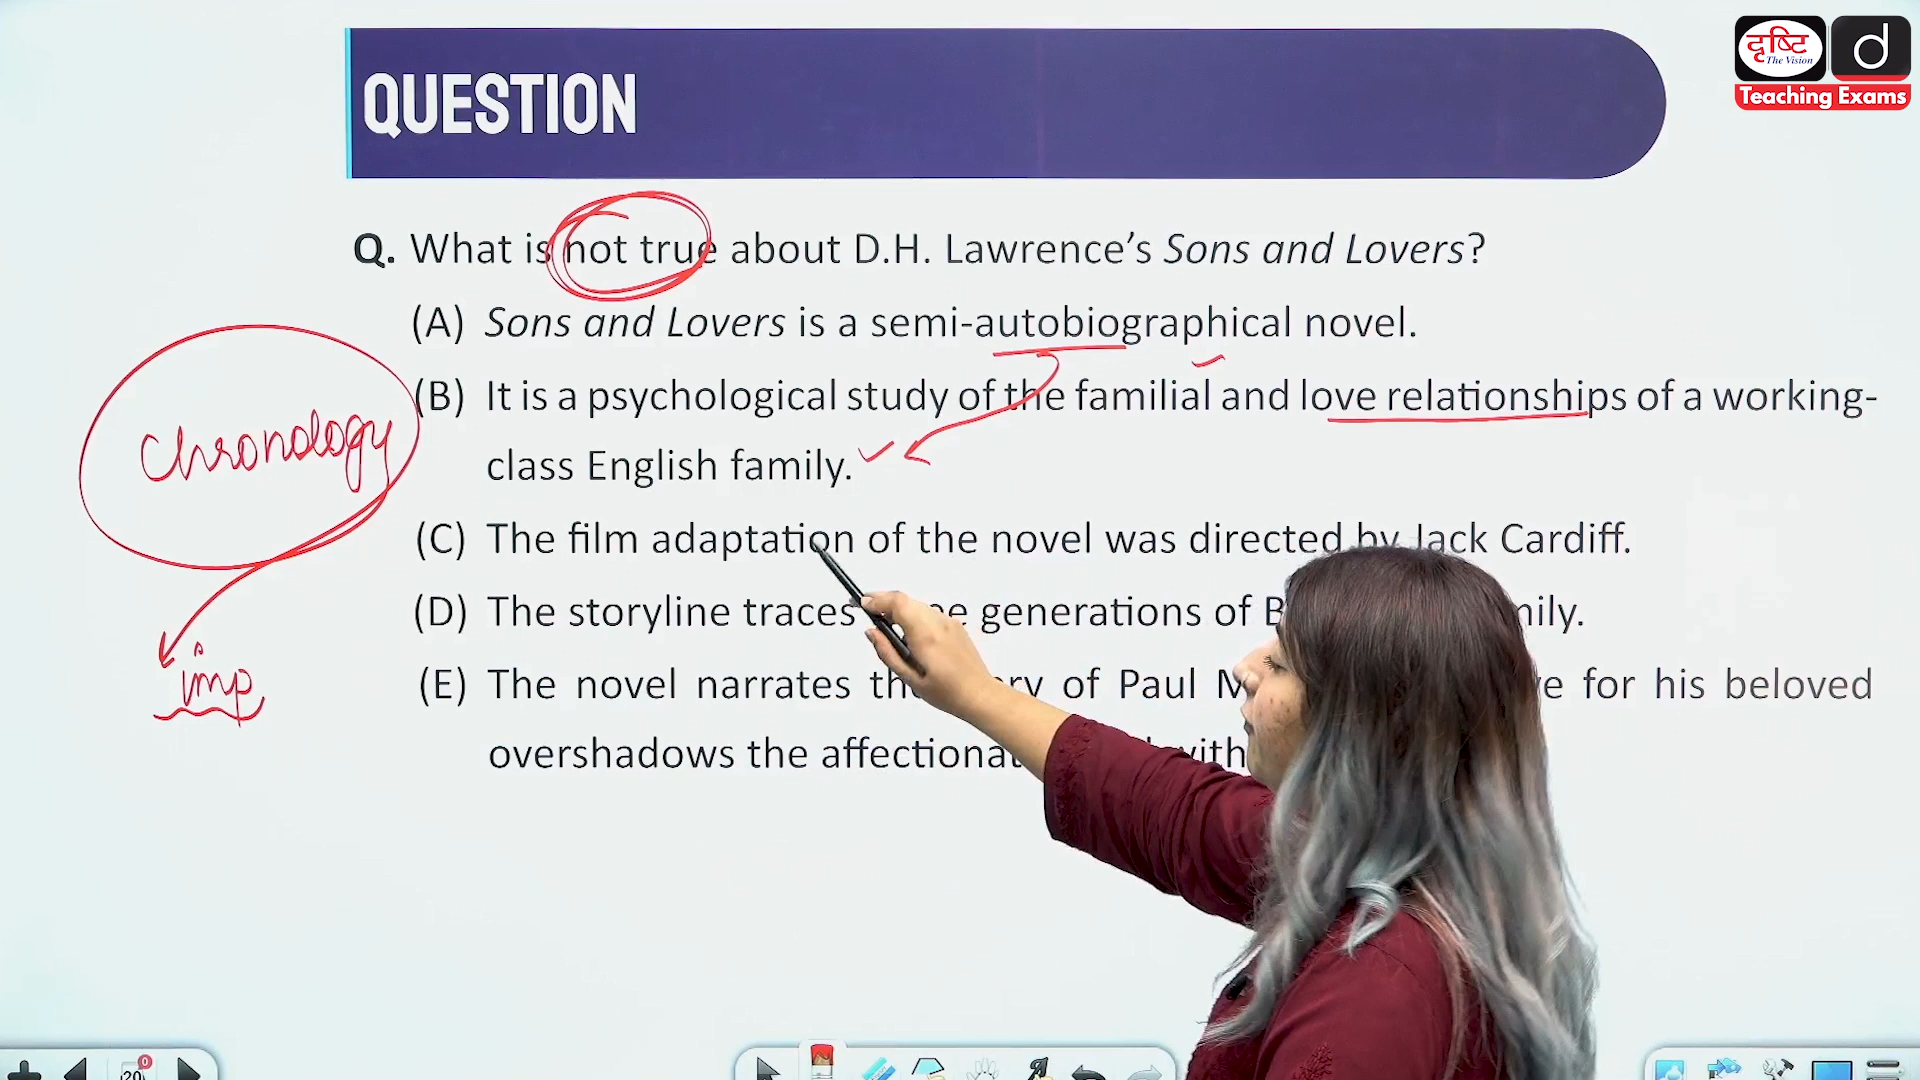 दृष्टि
The Vision
d
Teaching Exams
QUESTION
Q. What is not true about D.H. Lawrence’s Sons and Lovers?
(A) Sons and Lovers is a semi-autobiographical novel.
(B) It is a psychological study of the familial and love relationships of a working-
class English family.
(C) The film adaptation of the novel was directed by Jack Cardiff.
(D) The storyline traces generations of
(E) The novel narrates of Paul for his beloved
overshadows the
chronology
imp
0
20